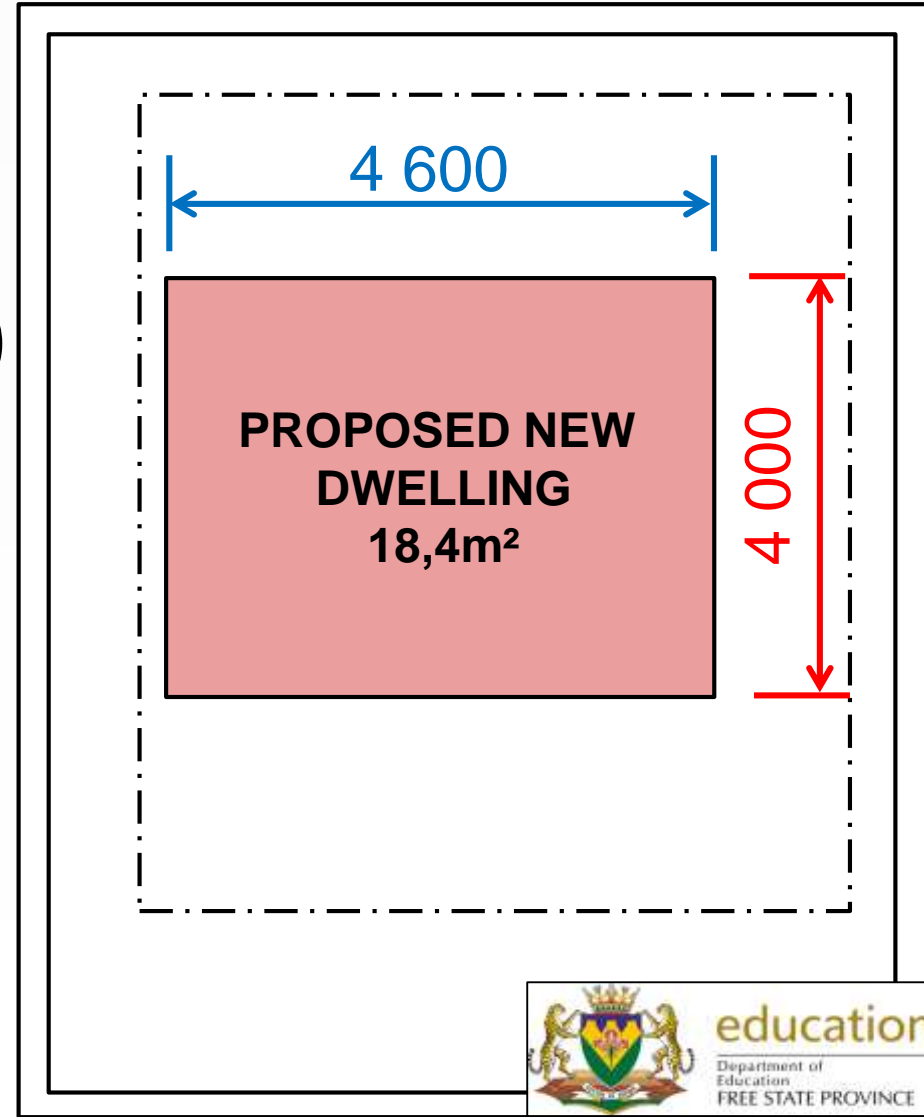 4 600
PROPOSED NEW
DWELLING
18,4m²
4 000
)
education
Department of
Education
FREE STATE PROVINCE